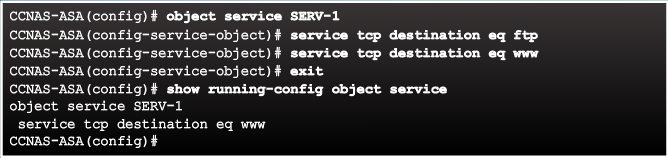 CCNAS-ASA(config)# object service SERV-1
CCNAS-ASA(config-service-object)# service tcp destination eq ftp
CCNAS-ASA(config-service-object)# service tcp destination eq www
CCNAS-ASA(config-service-object)# exit
CCNAS-ASA(config)# show running-config object service
object service SERV-1
 service tcp destination eq www
CCNAS-ASA(config)#